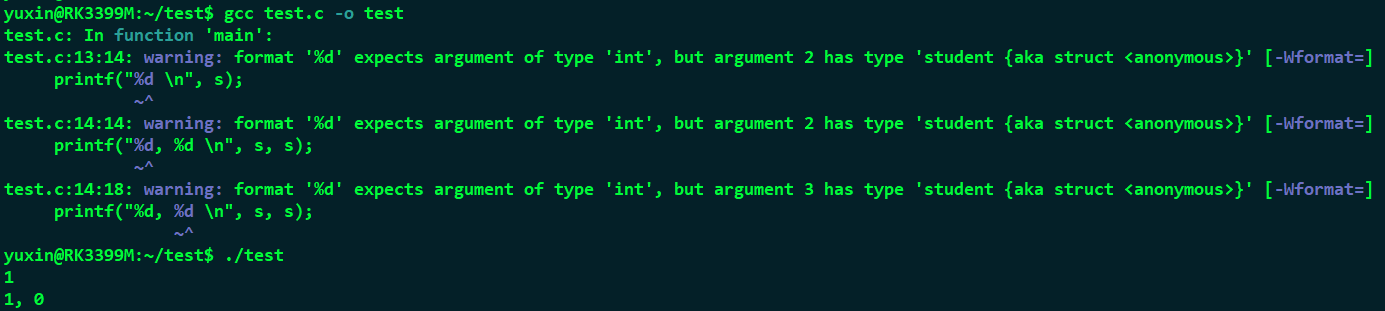 yuxin@RK3399M:~/test$ gcc test.c -o test
test.c: In function 'main':
test.c:13:14: warning: format '%d' expects argument of type 'int', but argument 2 has type 'student {aka struct <anonymous>}' [-Wformat=]
     printf("%d \n", s);
             ~^
test.c:14:14: warning: format '%d' expects argument of type 'int', but argument 2 has type 'student {aka struct <anonymous>}' [-Wformat=]
     printf("%d, %d \n", s, s);
             ~^
test.c:14:18: warning: format '%d' expects argument of type 'int', but argument 3 has type 'student {aka struct <anonymous>}' [-Wformat=]
     printf("%d, %d \n", s, s);
                 ~^
yuxin@RK3399M:~/test$ ./test
1
1, 0